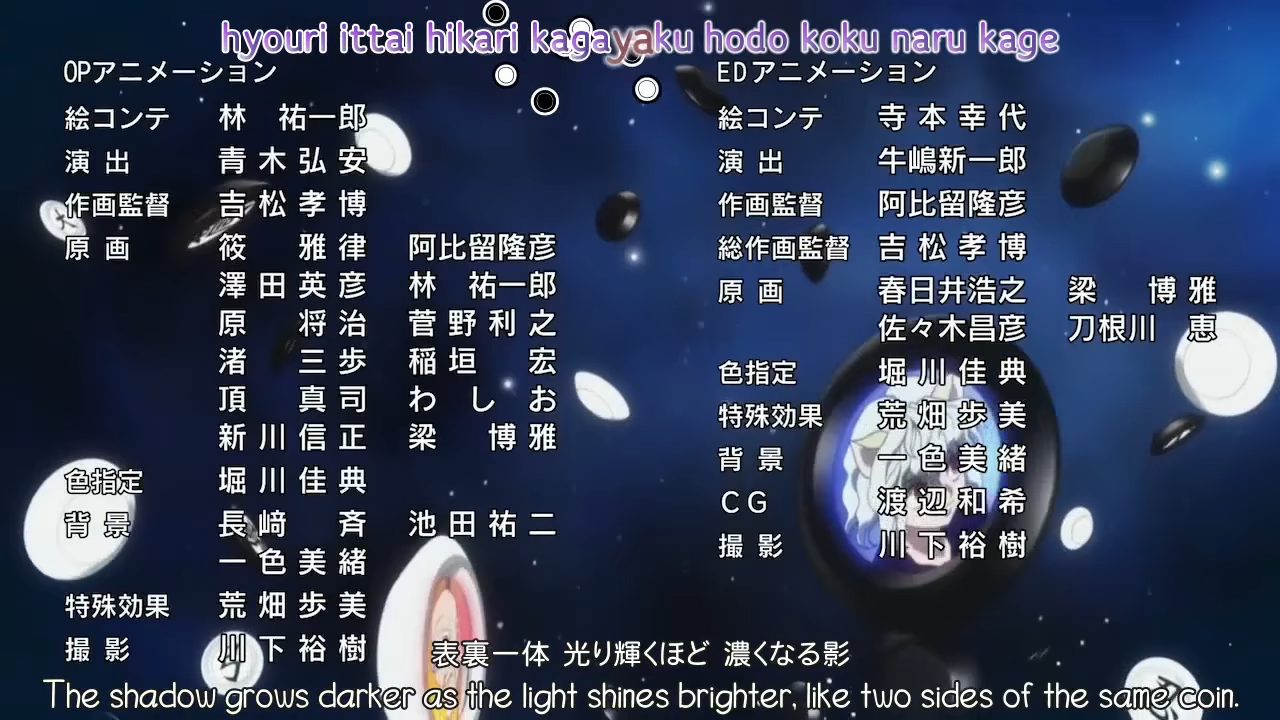 hyouri ittai hikari kagayaku hodo koku naru kage
OPアニメーション
絵コンテ 林 祐一郎
演出 青木弘安
作画監督 吉松孝博
原画 筱 雅律 阿比留隆彦
澤田英彦 林 祐一郎
原 将治 菅野利之
渚 三歩 稲垣 宏
頂 真司 わしお
新川信正 梁 博雅
色指定 堀川佳典
背景 長﨑 斉 池田祐二
一色美緒
特殊効果 荒畑歩美
撮影 川下裕樹
EDアニメーション
絵コンテ 寺本幸代
演出 牛嶋新一郎
作画監督 阿比留隆彦
総作画監督 吉松孝博
原画 春日井浩之 梁 博雅
佐々木昌彦 刀根川 恵
色指定 堀川佳典
特殊効果 荒畑歩美
背景 一色美緒
CG 渡辺和希
撮影 川下裕樹
表裏一体 光り輝くほど 濃くなる影
The shadow grows darker as the light shines brighter, like two sides of the same coin.